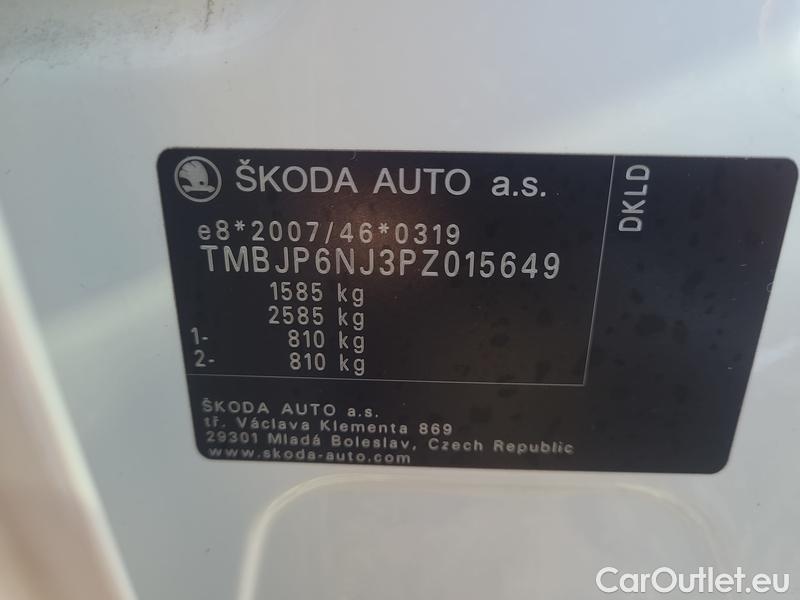 ŠKODA AUTO a.s.
DKLD
e8*2007/46*0319
TMBJP6NJ3PZ015649
1585 kg
2585 kg
1- 810 kg
2- 810 kg
ŠKODA AUTO a.s.
tř. Václava Klementa 869
29301 Mladá Boleslav, Czech Republic
www.skoda-auto.com
CarOutlet.eu